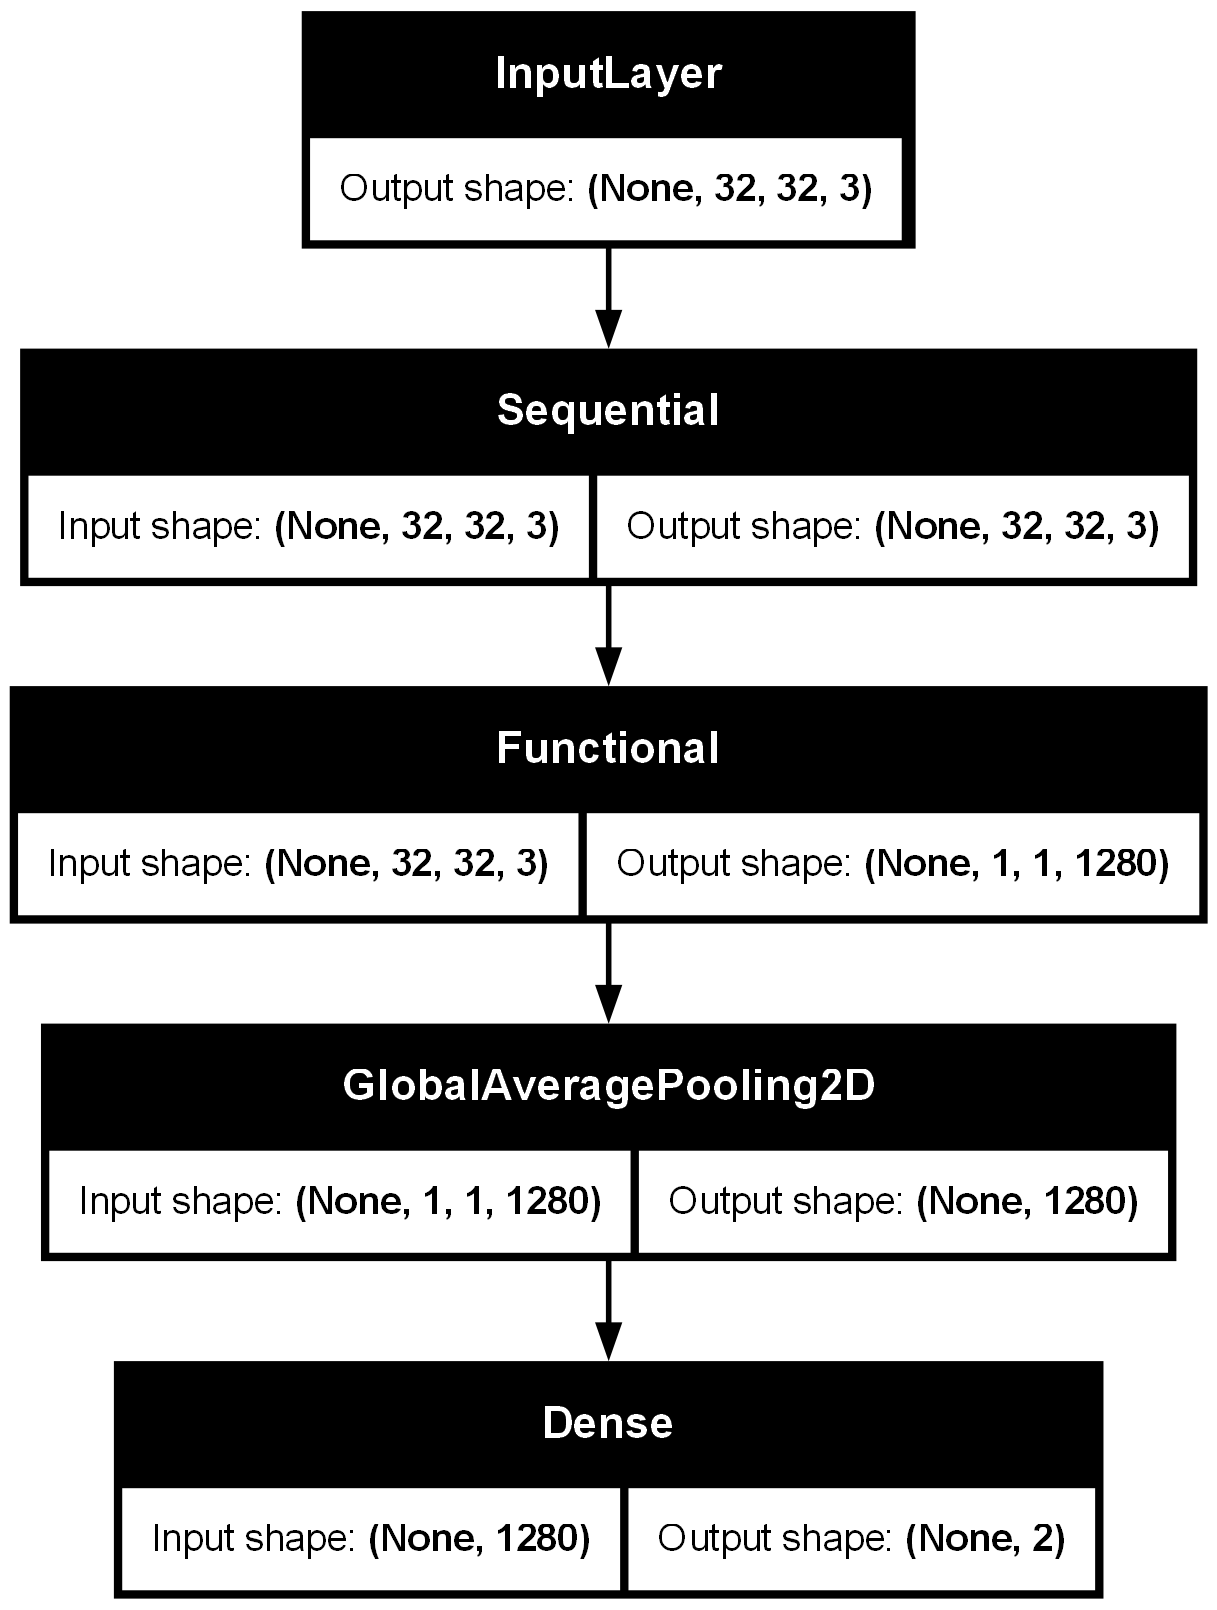 InputLayer
Output shape: (None, 32, 32, 3)
Sequential
Input shape: (None, 32, 32, 3) Output shape: (None, 32, 32, 3)
Functional
Input shape: (None, 32, 32, 3) Output shape: (None, 1, 1, 1280)
GlobalAveragePooling2D
Input shape: (None, 1, 1, 1280) Output shape: (None, 1280)
Dense
Input shape: (None, 1280) Output shape: (None, 2)